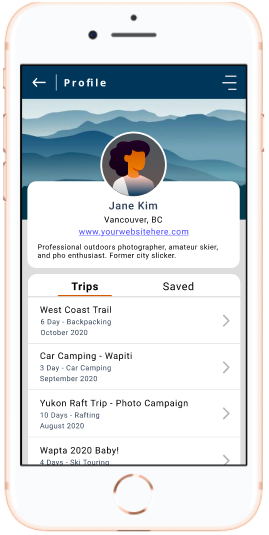 Profile
Jane Kim
Vancouver, BC
www.yourwebsitehere.com
Professional outdoors photographer, amateur skier,
and pho enthusiast. Former city slicker.
Trips Saved
West Coast Trail
6 Day - Backpacking
October 2020
Car Camping - Wapiti
3 Day - Car Camping
September 2020
Yukon Raft Trip - Photo Campaign
10 Days - Rafting
August 2020
Wapta 2020 Baby!
4 Days - Ski Touring